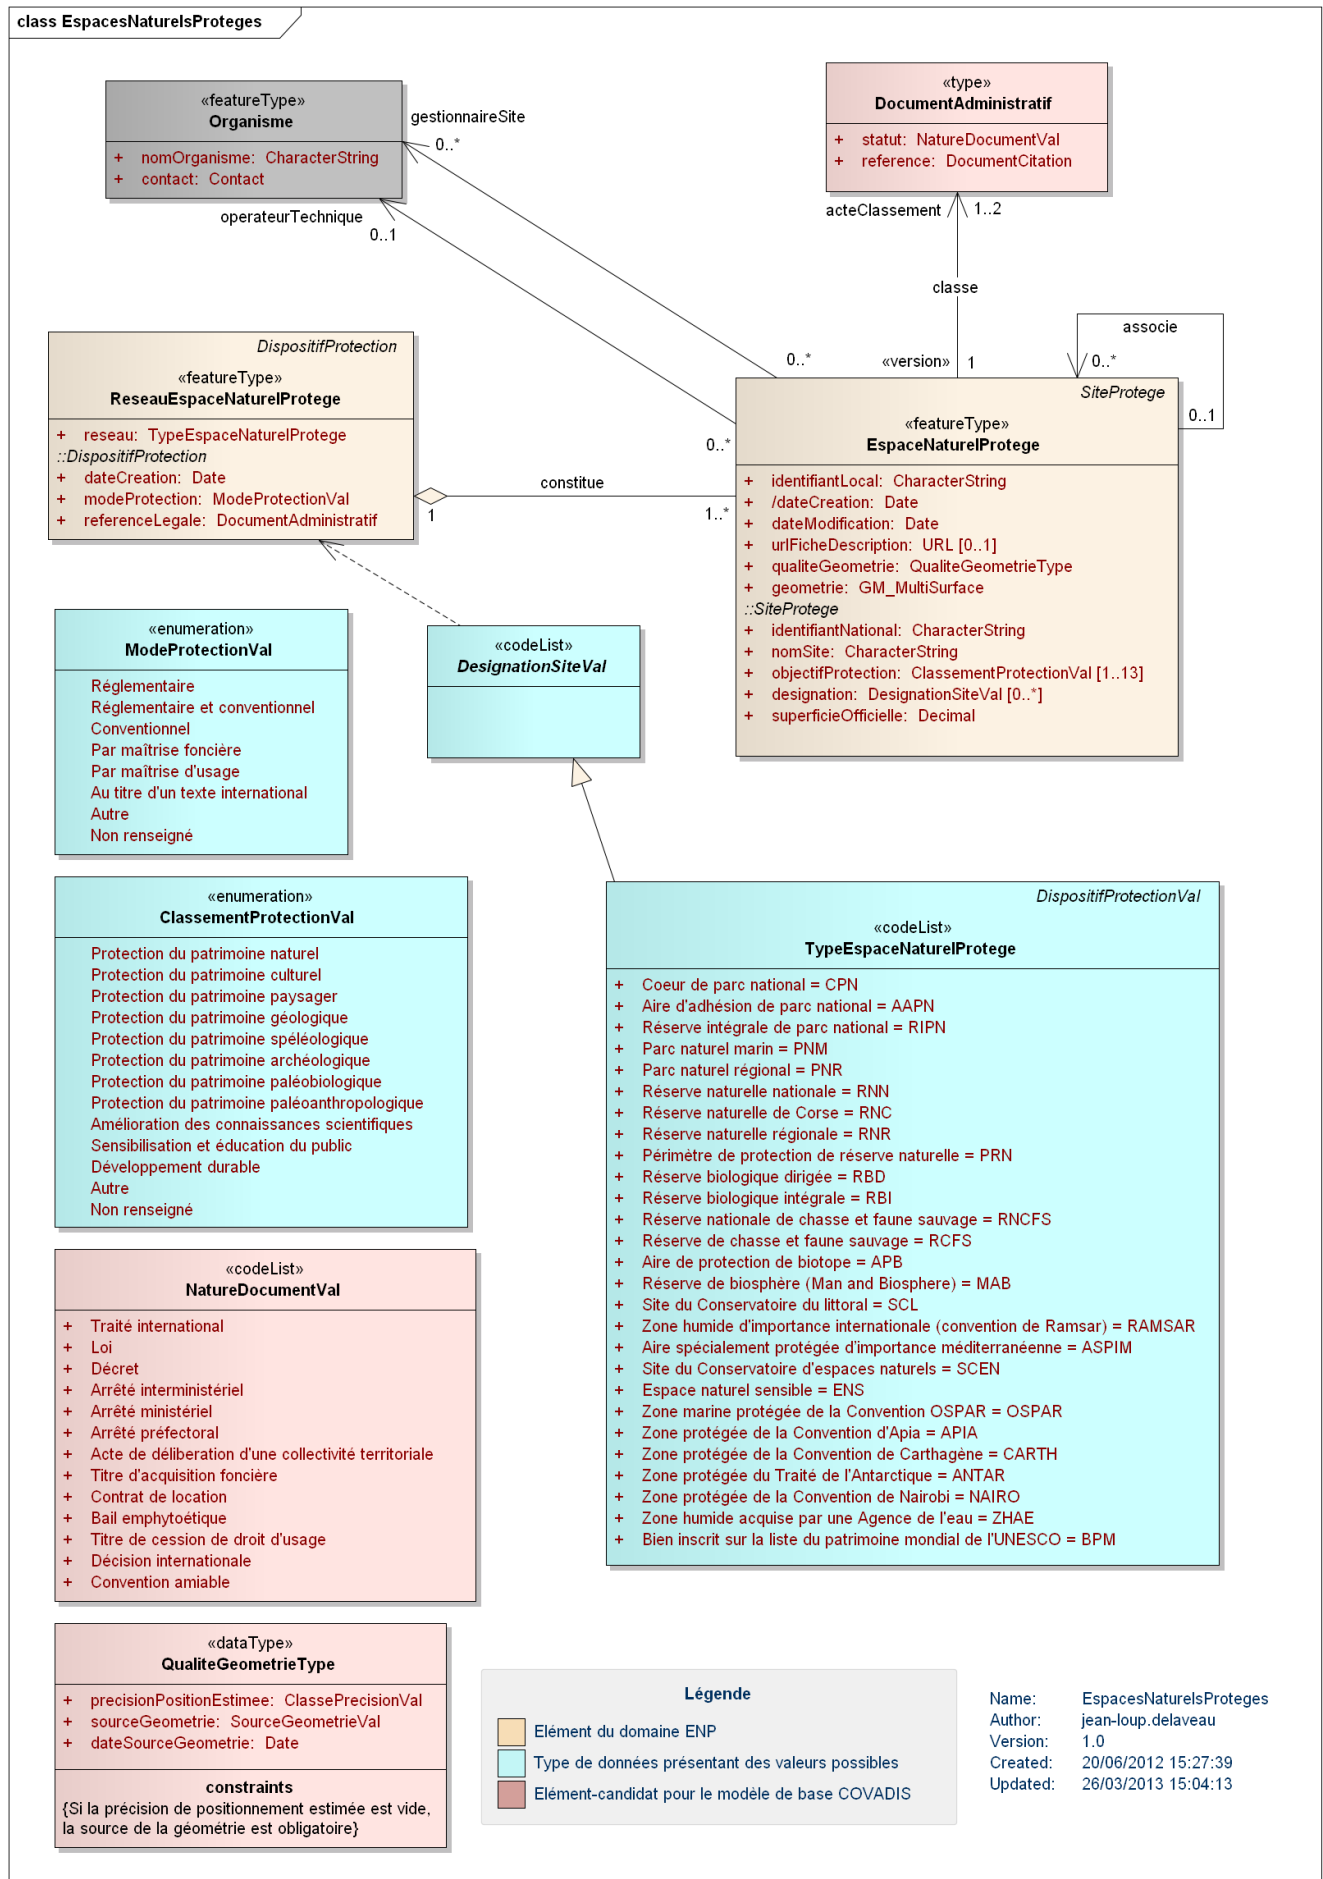 class EspacesNaturelsProteges
«featureType»
Organisme
+ nomOrganisme: CharacterString
+ contact: Contact
gestionnaireSite
0..*
operateurTechnique
0..1
«type»
DocumentAdministratif
+ statut: NatureDocumentVal
+ reference: DocumentCitation
acteClassement
1..2
classe
associe
0..*
«version»
1
0..*
0..1
0..*
DispositifProtection
«featureType»
ReseauEspaceNaturelProtege
+ reseau: TypeEspaceNaturelProtege
::DispositifProtection
+ dateCreation: Date
+ modeProtection: ModeProtectionVal
+ referenceLegale: DocumentAdministratif
constitue
1
1..*
SiteProtege
«featureType»
EspaceNaturelProtege
+ identifiantLocal: CharacterString
+ /dateCreation: Date
+ dateModification: Date
+ urlFicheDescription: URL [0..1]
+ qualiteGeometrie: QualiteGeometrieType
+ geometrie: GM_MultiSurface
::SiteProtege
+ identifiantNational: CharacterString
+ nomSite: CharacterString
+ objectifProtection: ClassementProtectionVal [1..13]
+ designation: DesignationSiteVal [0..*]
+ superficieOfficielle: Decimal
«enumeration»
ModeProtectionVal
Réglementaire
Réglementaire et conventionnel
Conventionnel
Par maîtrise foncière
Par maîtrise d'usage
Au titre d'un texte international
Autre
Non renseigné
«codeList»
DesignationSiteVal
«enumeration»
ClassementProtectionVal
Protection du patrimoine naturel
Protection du patrimoine culturel
Protection du patrimoine paysager
Protection du patrimoine géologique
Protection du patrimoine spéléologique
Protection du patrimoine archéologique
Protection du patrimoine paléobiologique
Protection du patrimoine paléoanthropologique
Amélioration des connaissances scientifiques
Sensibilisation et éducation du public
Développement durable
Autre
Non renseigné
DispositifProtectionVal
«codeList»
TypeEspaceNaturelProtege
+ Coeur de parc national = CPN
+ Aire d'adhésion de parc national = AAPN
+ Réserve intégrale de parc national = RIPN
+ Parc naturel marin = PNM
+ Parc naturel régional = PNR
+ Réserve naturelle nationale = RNN
+ Réserve naturelle de Corse = RNC
+ Réserve naturelle régionale = RNR
+ Périmètre de protection de réserve naturelle = PRN
+ Réserve biologique dirigée = RBD
+ Réserve biologique intégrale = RBI
+ Réserve nationale de chasse et faune sauvage = RNCFS
+ Réserve de chasse et faune sauvage = RCFS
+ Aire de protection de biotope = APB
+ Réserve de biosphère (Man and Biosphere) = MAB
+ Site du Conservatoire du littoral = SCL
+ Zone humide d'importance internationale (convention de Ramsar) = RAMSAR
+ Aire spécialement protégée d'importance méditerranéenne = ASPIM
+ Site du Conservatoire d'espaces naturels = SCEN
+ Espace naturel sensible = ENS
+ Zone marine protégée de la Convention OSPAR = OSPAR
+ Zone protégée de la Convention d'Apia = APIA
+ Zone protégée de la Convention de Carthagène = CARTH
+ Zone protégée du Traité de l'Antarctique = ANTAR
+ Zone protégée de la Convention de Nairobi = NAIRO
+ Zone humide acquise par une Agence de l'eau = ZHAE
+ Bien inscrit sur la liste du patrimoine mondial de l'UNESCO = BPM
«codeList»
NatureDocumentVal
+ Traité international
+ Loi
+ Décret
+ Arrêté interministériel
+ Arrêté ministériel
+ Arrêté préfectoral
+ Acte de déliberation d'une collectivité territoriale
+ Titre d'acquisition foncière
+ Contrat de location
+ Bail emphytoétique
+ Titre de cession de droit d'usage
+ Décision internationale
+ Convention amiable
«dataType»
QualiteGeometrieType
+ precisionPositionEstimee: ClassePrecisionVal
+ sourceGeometrie: SourceGeometrieVal
+ dateSourceGeometrie: Date
constraints
{Si la précision de positionnement estimée est vide,
la source de la géométrie est obligatoire}
Légende
Elément du domaine ENP
Type de données présentant des valeurs possibles
Elément-candidat pour le modèle de base COVADIS
Name: EspacesNaturelsProteges
Author: jean-loup.delaveau
Version: 1.0
Created: 20/06/2012 15:27:39
Updated: 26/03/2013 15:04:13